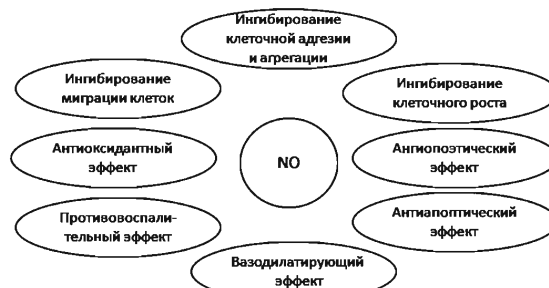 Ингибирование
клеточной адгезии
и агрегации
Ингибирование
миграции клеток
Ингибирование
клеточного роста
Антиоксидантный
эффект
NO
Ангиопоэтический
эффект
Противовоспали-
тельный эффект
Антиапоптический
эффект
Вазодилатирующий
эффект